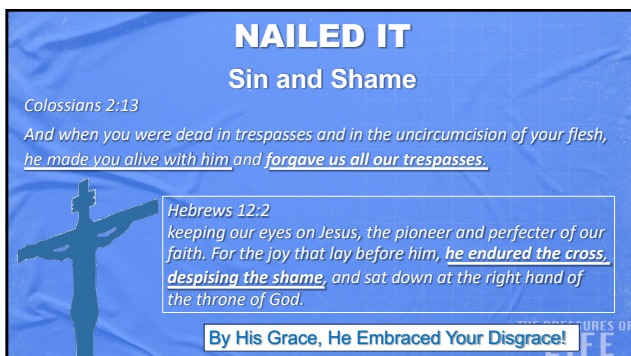 NAILED IT
Sin and Shame
Colossians 2:13
And when you were dead in trespasses and in the uncircumcision of your flesh,
he made you alive with him and forgave us all our trespasses.
Hebrews 12:2
keeping our eyes on Jesus, the pioneer and perfecter of our
faith. For the joy that lay before him, he endured the cross,
despising the shame, and sat down at the right hand of
the throne of God.
By His Grace, He Embraced Your Disgrace!